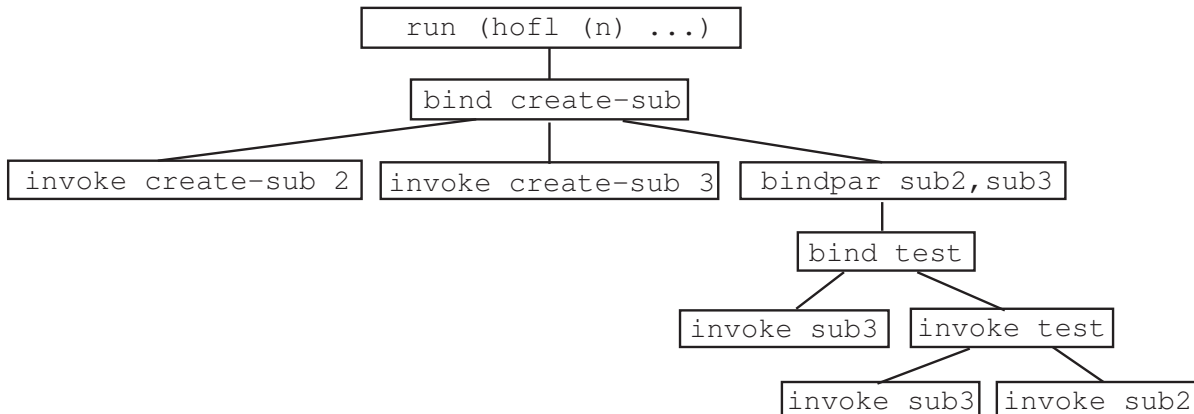 run (hofl (n) ...)
bind create-sub
invoke create-sub 2
invoke create-sub 3
bindpar sub2,sub3
bind test
invoke sub3
invoke test
invoke sub3
invoke sub2